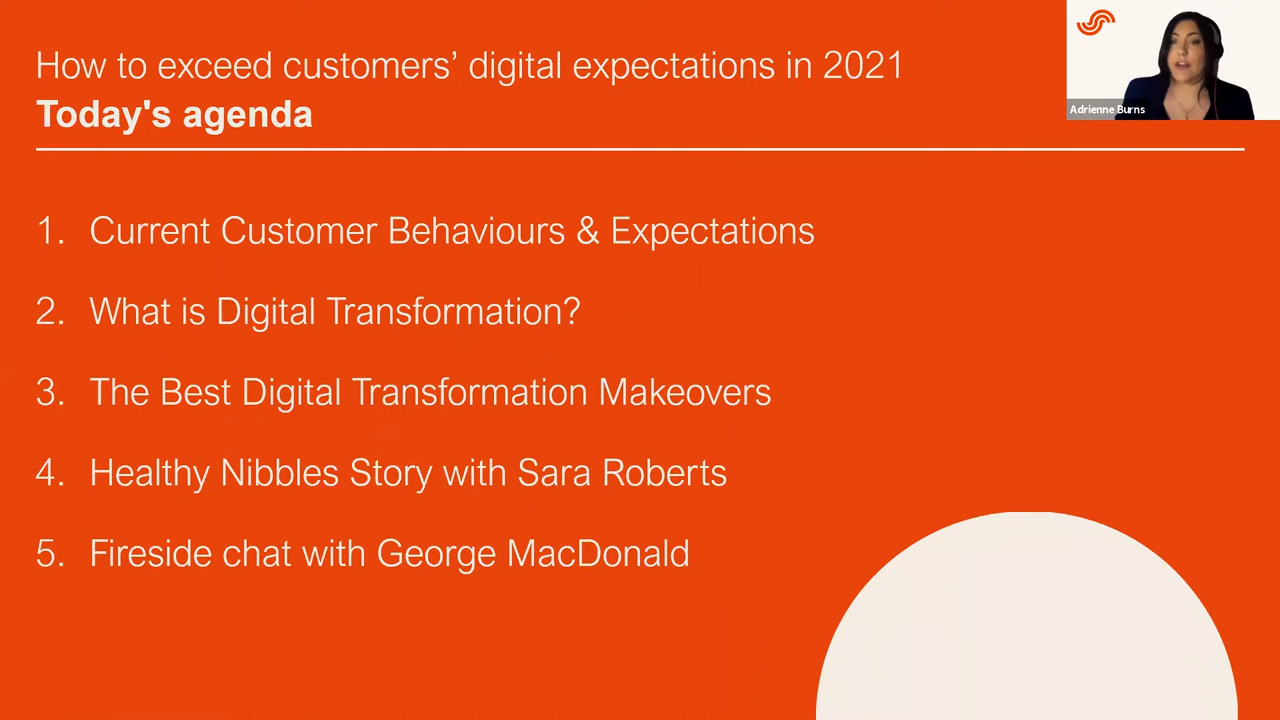 How to exceed customers’ digital expectations in 2021
Today's agenda
Adrienne Burns
1. Current Customer Behaviours & Expectations
2. What is Digital Transformation?
3. The Best Digital Transformation Makeovers
4. Healthy Nibbles Story with Sara Roberts
5. Fireside chat with George MacDonald